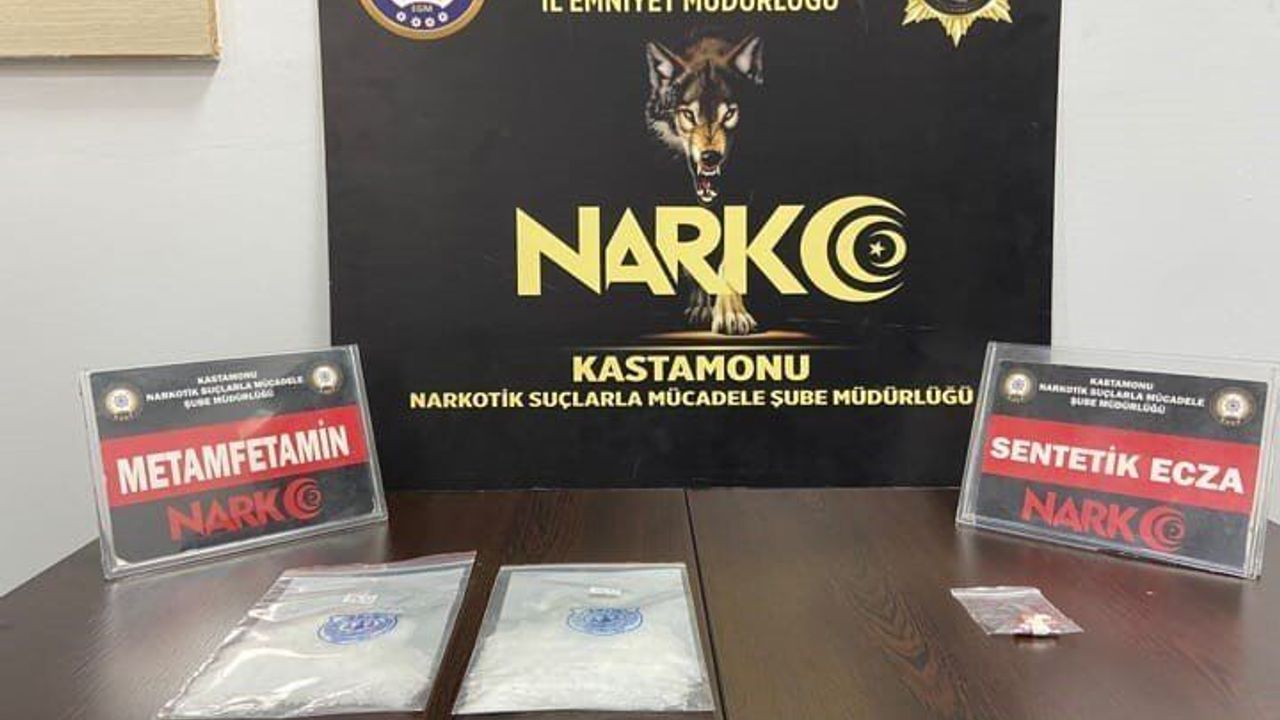 İL EMNİYET MÜDÜRLÜĞÜ
EGM
NARKO
KASTAMONU
NARKOTİK SUÇLARLA MÜCADELE ŞUBE MÜDÜRLÜĞÜ
KASTAMONU
NARKOTİK SUÇLARLA MÜCADELE
ŞUBE MÜDÜRLÜĞÜ
METAMFETAMİN
NARKO
KASTAMONU
NARKOTİK SUÇLARLA MÜCADELE
ŞUBE MÜDÜRLÜĞÜ
SENTETİK ECZA
NARKO